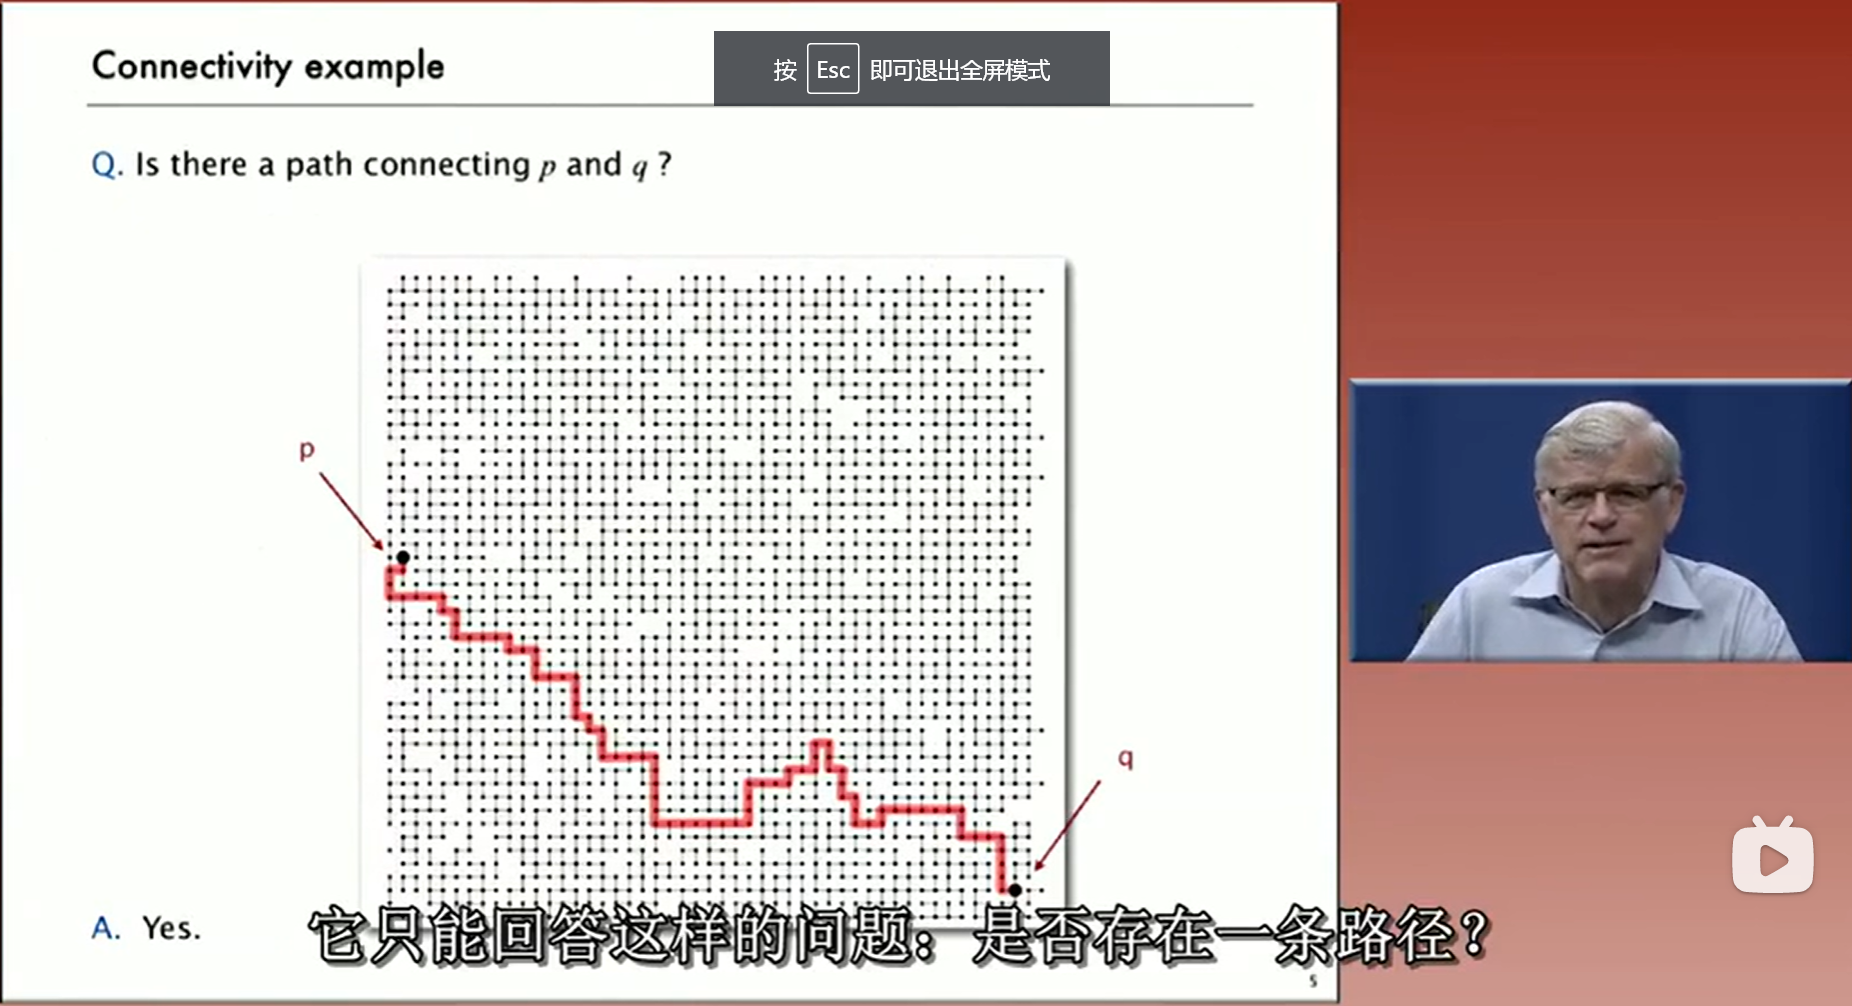 Connectivity example
按 Esc 即可退出全屏模式
Q. Is there a path connecting p and q ?
p
q
A. Yes.
它只能回答这样的问题：是否存在一条路径？
5